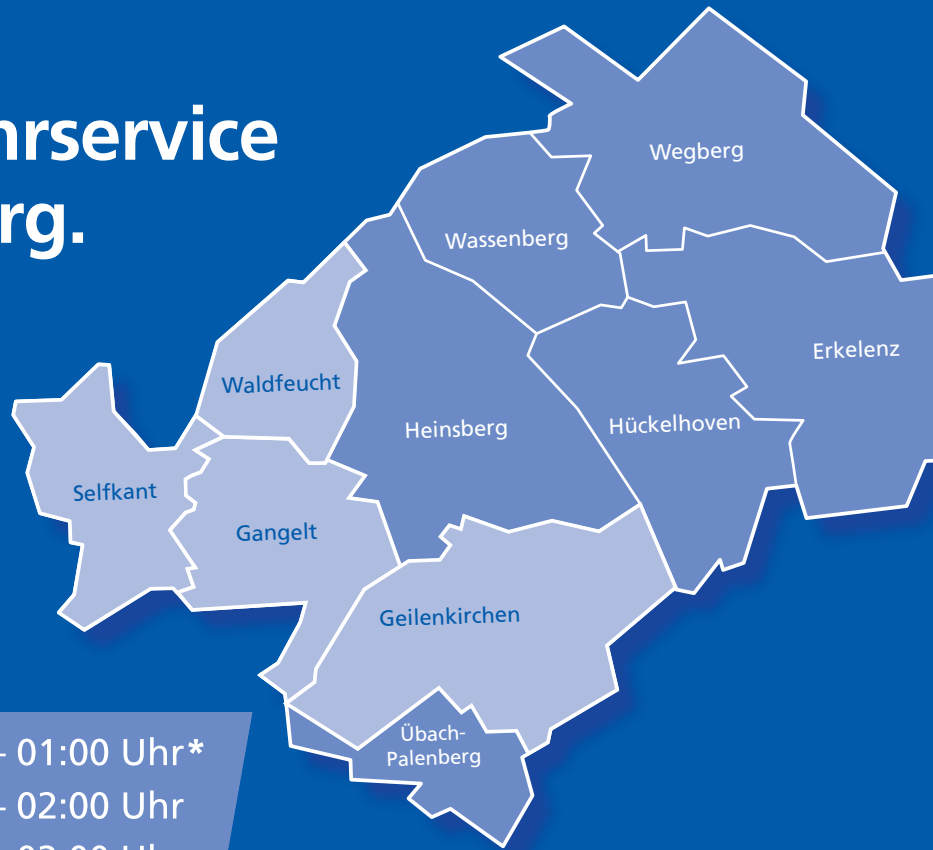 hrservice
rg.
Wegberg
Wassenberg
Erkelenz
Waldfeucht
Heinsberg
Hückelhoven
Selfkant
Gangelt
Geilenkirchen
Übach-
Palenberg
– 01:00 Uhr*
– 02:00 Uhr